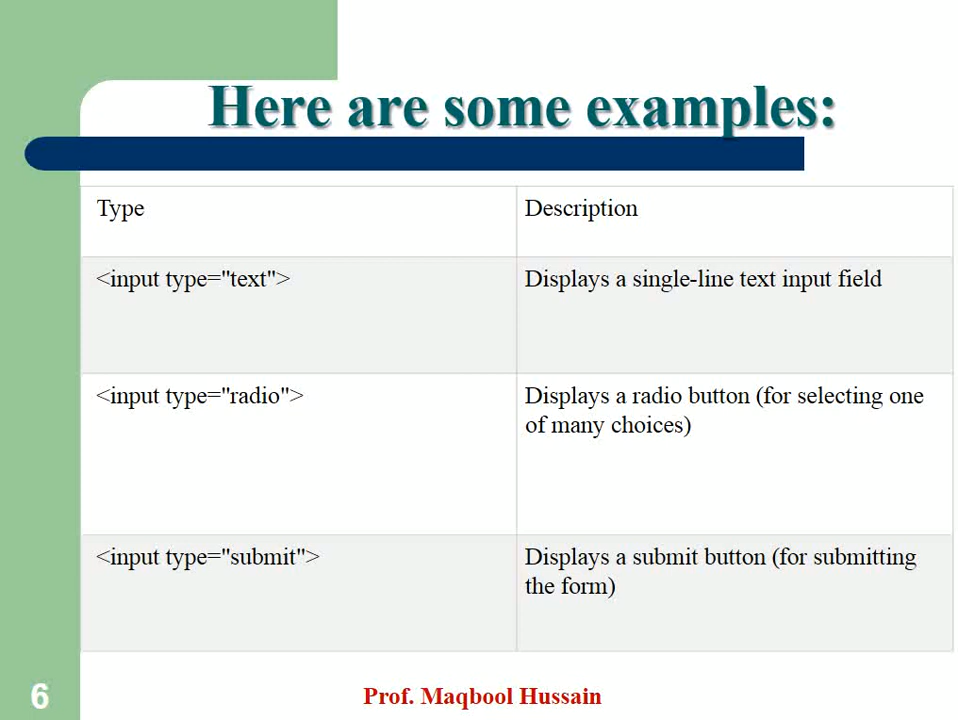 Here are some examples:
Type
Description
<input type="text">
Displays a single-line text input field
<input type="radio">
Displays a radio button (for selecting one
of many choices)
<input type="submit">
Displays a submit button (for submitting
the form)
6
Prof. Maqbool Hussain